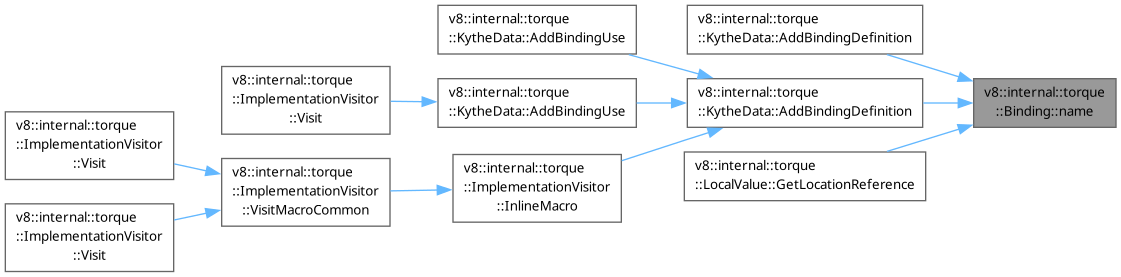 v8::internal::torque
::KytheData::AddBindingUse
v8::internal::torque
::KytheData::AddBindingDefinition
v8::internal::torque
::ImplementationVisitor
::Visit
v8::internal::torque
::KytheData::AddBindingUse
v8::internal::torque
::KytheData::AddBindingDefinition
v8::internal::torque
::Binding::name
v8::internal::torque
::ImplementationVisitor
::Visit
v8::internal::torque
::ImplementationVisitor
::VisitMacroCommon
v8::internal::torque
::ImplementationVisitor
::InlineMacro
v8::internal::torque
::LocalValue::GetLocationReference
v8::internal::torque
::ImplementationVisitor
::Visit